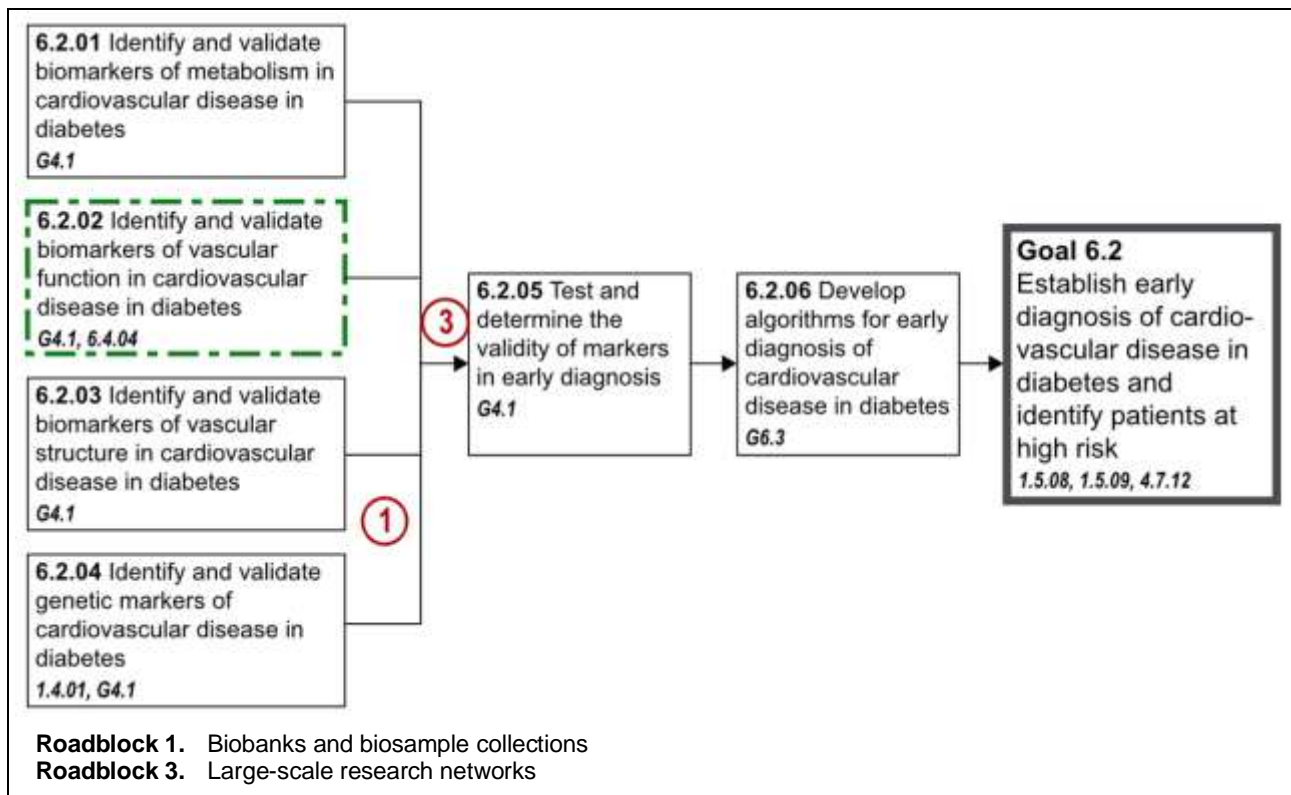 6.2.01 Identify and validate
biomarkers of metabolism in
cardiovascular disease in
diabetes
G4.1
6.2.02 Identify and validate
biomarkers of vascular
function in cardiovascular
disease in diabetes
G4.1, 6.4.04
6.2.03 Identify and validate
biomarkers of vascular
structure in cardiovascular
disease in diabetes
G4.1
6.2.04 Identify and validate
genetic markers of
cardiovascular disease in
diabetes
1.4.01, G4.1
1
3
6.2.05 Test and
determine the
validity of markers
in early diagnosis
G4.1
6.2.06 Develop
algorithms for early
diagnosis of
cardiovascular
disease in diabetes
G6.3
Goal 6.2
Establish early
diagnosis of cardio-
vascular disease in
diabetes and
identify patients at
high risk
1.5.08, 1.5.09, 4.7.12
Roadblock 1. Biobanks and biosample collections
Roadblock 3. Large-scale research networks